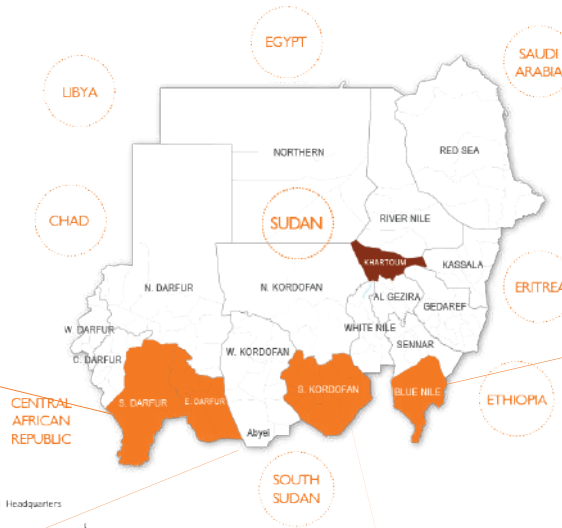 EGYPT
SAUDI
ARABIA
LIBYA
NORTHERN
RED SEA
CHAD
SUDAN
RIVER NILE
KHARTOUM
KASSALA
N. DARFUR
N. KORDOFAN
AL GEZIRA
GEDAREF
ERITREA
W. DARFUR
WHITE NILE
SENNAR
C. DARFUR
W. KORDOFAN
S. DARFUR
E. DARFUR
S. KORDOFAN
BLUE NILE
CENTRAL
AFRICAN
REPUBLIC
ETHIOPIA
Abyei
SOUTH
SUDAN
Headquarters